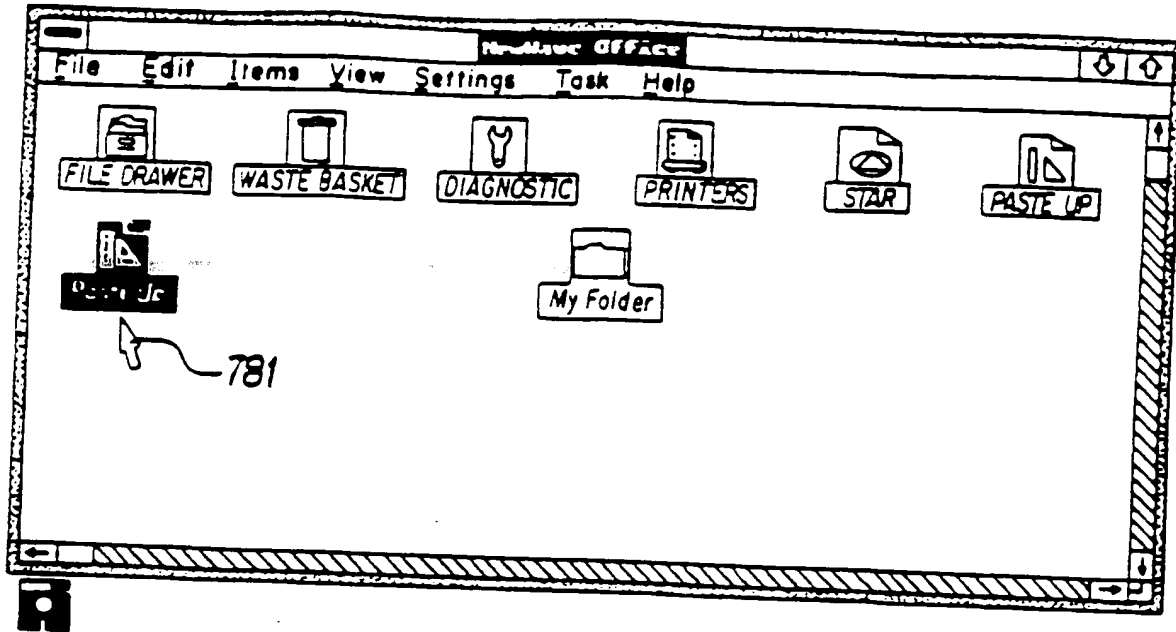 NewWave Office
File Edit Items View Settings Task Help
FILE DRAWER WASTE BASKET DIAGNOSTIC PRINTERS STAR PASTE UP
My Folder
781